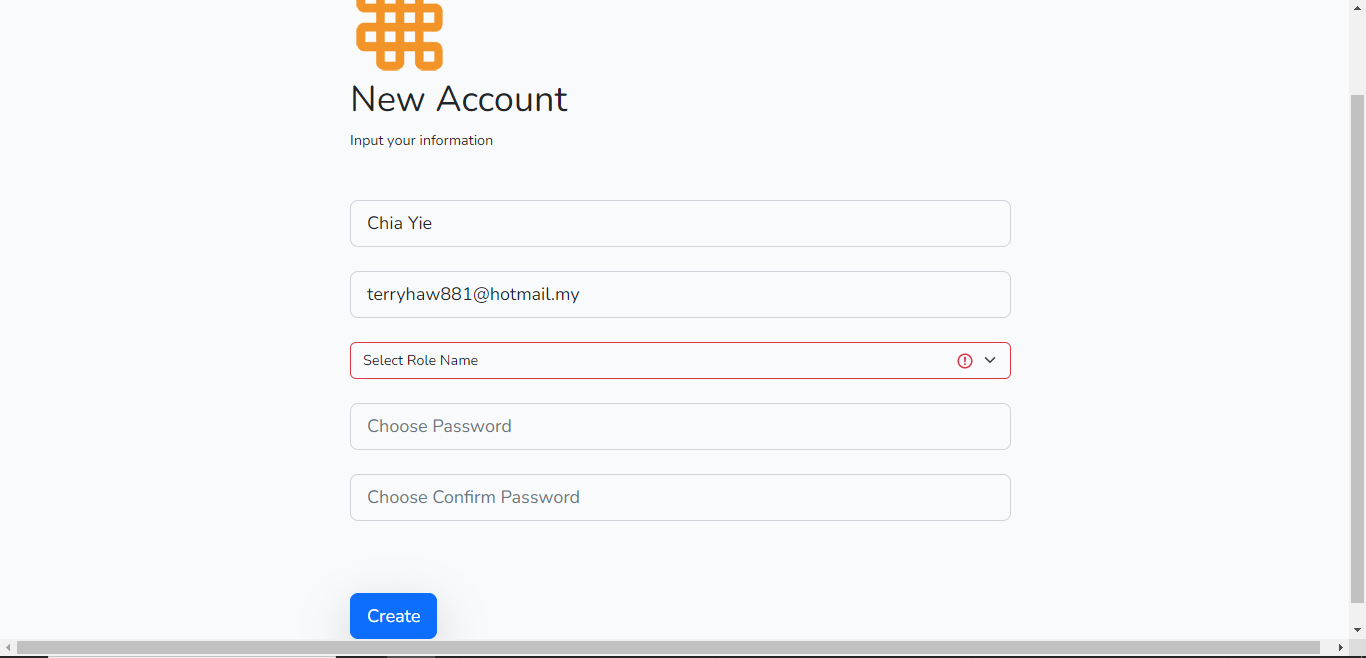 New Account
Input your information
Chia Yie
terryhaw881@hotmail.my
Select Role Name
Choose Password
Choose Confirm Password
Create